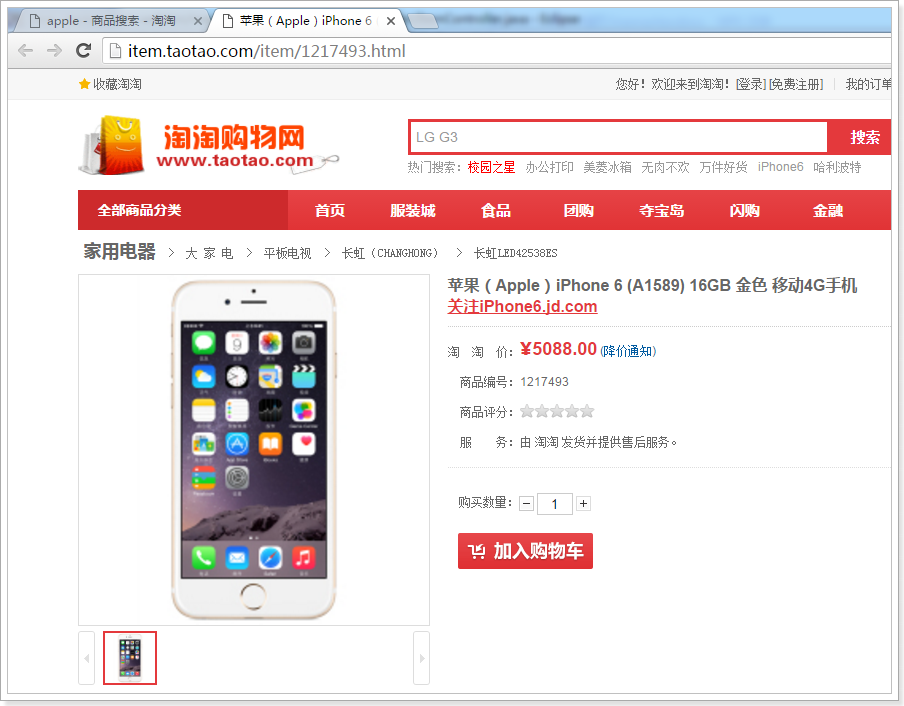 apple - 商品搜索 - 淘淘
苹果（Apple）iPhone 6
item.taotao.com/item/1217493.html
收藏淘淘
您好！欢迎来到淘淘！[登录] [免费注册]
我的订单
淘淘购物网
www.taotao.com
LG G3
搜索
热门搜索： 校园之星 办公打印 美菱冰箱 无肉不欢 万件好货 iPhone6 哈利波特
全部商品分类 首页 服装城 食品 团购 夺宝岛 闪购 金融
家用电器 > 大 家 电 > 平板电视 > 长虹（CHANGHONG） > 长虹LED42538ES
苹果（Apple）iPhone 6 (A1589) 16GB 金色 移动4G手机
关注iPhone6.jd.com
淘 淘 价： ¥5088.00 (降价通知)
商品编号： 1217493
商品评分：
服 务： 由 淘淘 发货并提供售后服务。
购买数量： − 1 +
加入购物车